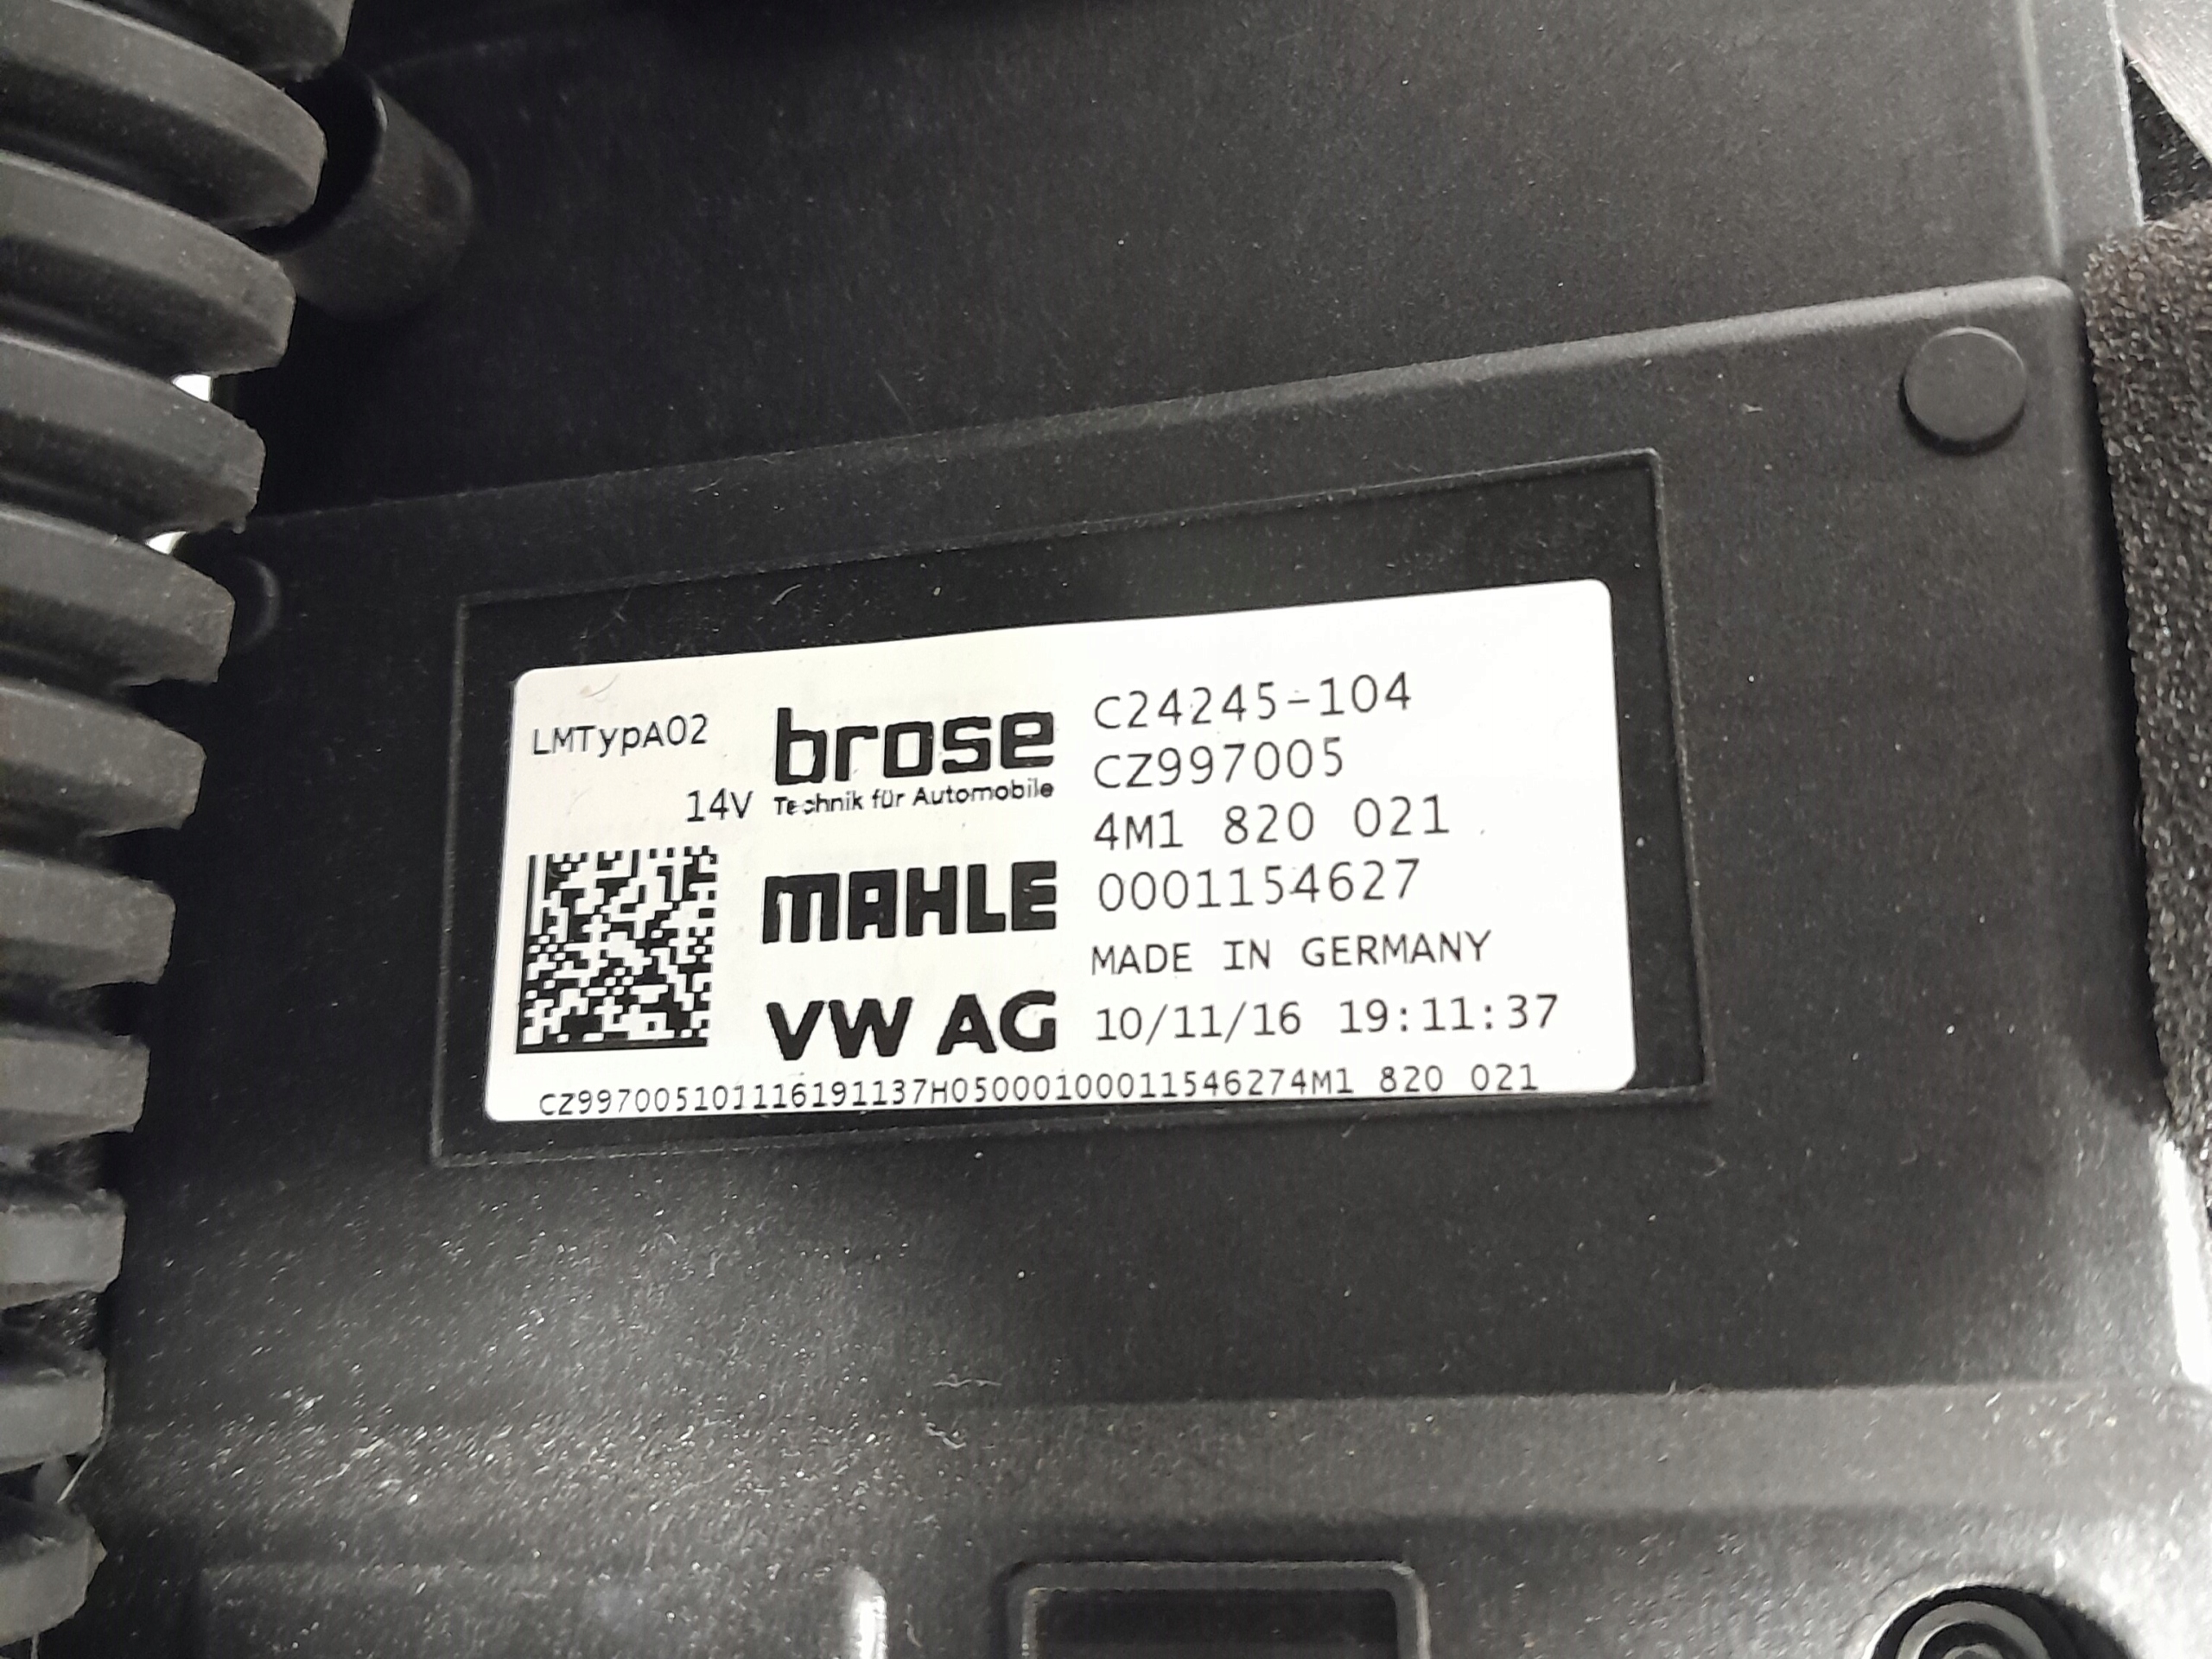 LMTypA02
14V
brose
Technik für Automobile
MAHLE
VW AG
C24245-104
CZ997005
4M1 820 021
0001154627
MADE IN GERMANY
10/11/16 19:11:37
CZ997005101116191137H05000100011546274M1 820 021